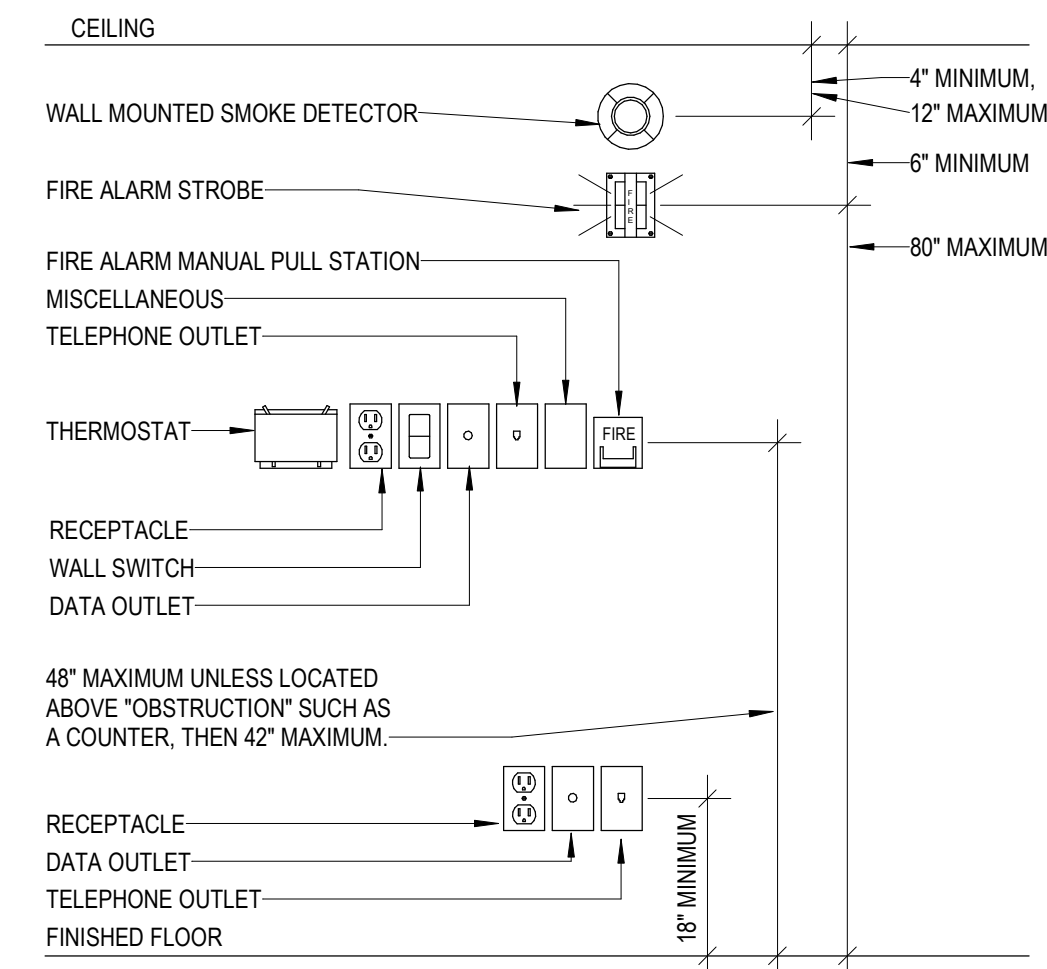 CEILING
4" MINIMUM,
WALL MOUNTED SMOKE DETECTOR
12" MAXIMUM
6" MINIMUM
FIRE ALARM STROBE
FIRE
80" MAXIMUM
FIRE ALARM MANUAL PULL STATION
MISCELLANEOUS
TELEPHONE OUTLET
THERMOSTAT
FIRE
RECEPTACLE
WALL SWITCH
DATA OUTLET
48" MAXIMUM UNLESS LOCATED
ABOVE "OBSTRUCTION" SUCH AS
A COUNTER, THEN 42" MAXIMUM.
RECEPTACLE
DATA OUTLET
TELEPHONE OUTLET
18" MINIMUM
FINISHED FLOOR